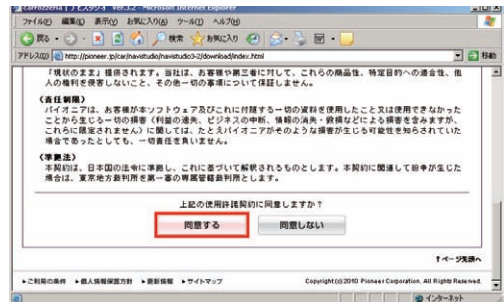 carrozzeria | ナビスタジオ Ver.3.2 - Microsoft Internet Explorer
ファイル(F) 編集(E) 表示(V) お気に入り(A) ツール(T) ヘルプ(H)
戻る 検索 お気に入り
アドレス(D) http://pioneer.jp/car/navistudio/navistudio3-2/download/index.html 移動
「現状のまま」提供されます。当社は、お客様や第三者に対して、これらの商品性、特定目的への適合性、他
人の権利を侵害しないこと、その他一切の事項について保証しません。
(責任制限)
パイオニアは、お客様が本ソフトウェア及びこれに付随する一切の資料を使用したこと又は使用できなかった
ことから生じる一切の損害（利益の逸失、ビジネスの中断、情報の消失・毀損などによる損害を含みますが、
これらに限定されません）に関しては、たとえパイオニアがそのような損害が生じる可能性を知らされていた
場合であったとしても、一切責任を負いません。
(準拠法)
本契約は、日本国の法令に準拠し、これに基づいて解釈されるものとします。本契約に関連して紛争が生じた
場合は、東京地方裁判所を第一審の専属管轄裁判所とします。
上記の使用許諾契約に同意しますか？
同意する 同意しない
↑ページ先頭へ
▶ご利用の条件 ▶個人情報保護方針 ▶更新情報 ▶サイトマップ Copyright(c)2010 Pioneer Corporation. All Rights Reserved.
インターネット